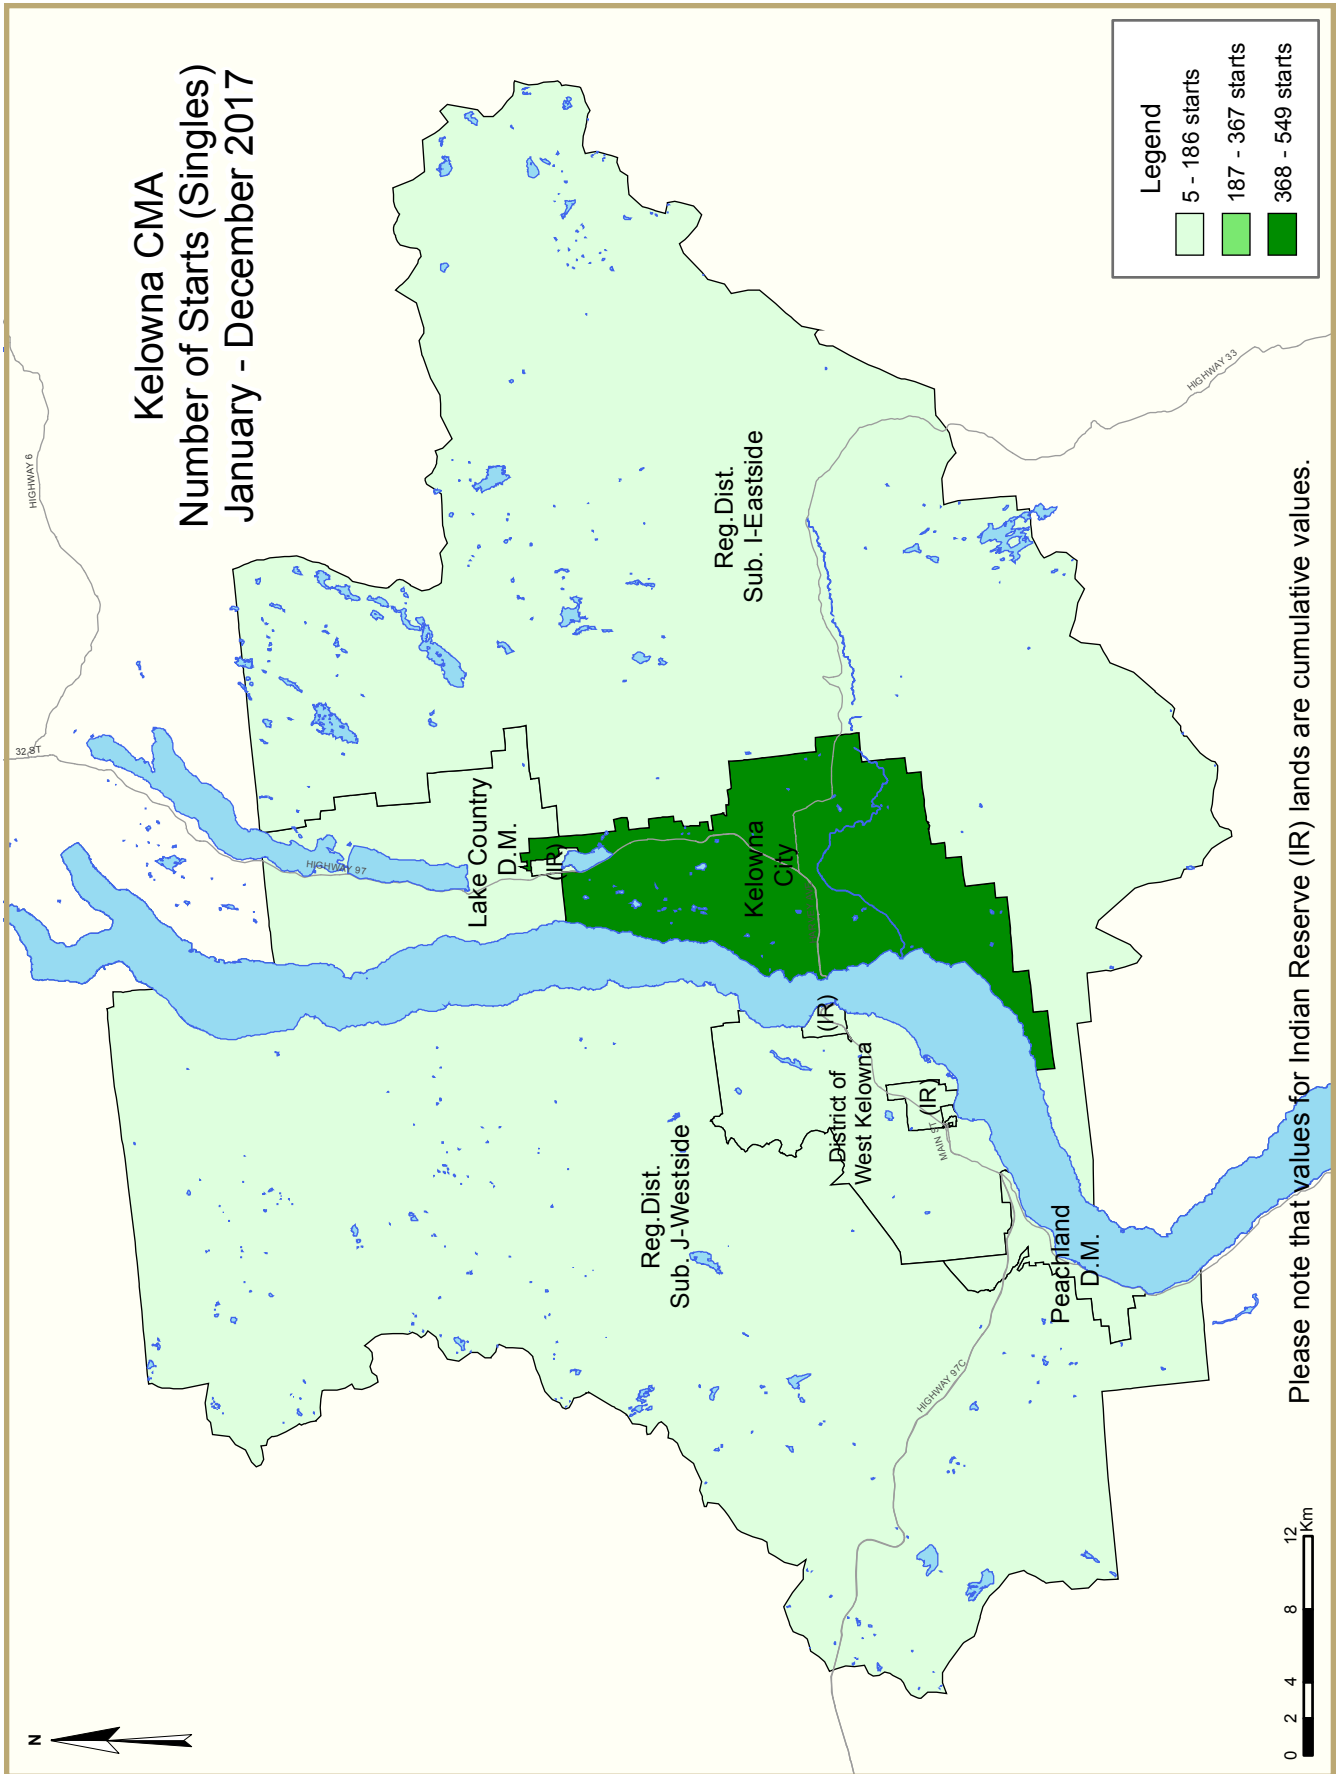 Kelowna CMA
Number of Starts (Singles)
January - December 2017
N
HIGHWAY 6
32 ST
HIGHWAY 97
Lake Country
D.M.
(IR)
Reg.Dist.
Sub. I-Eastside
Kelowna
City
(IR)
District of
West Kelowna
(IR)
MAIN ST
Reg.Dist.
Sub. J-Westside
Peachland
D.M.
HIGHWAY 97C
HIGHWAY 33
Legend
5 - 186 starts
187 - 367 starts
368 - 549 starts
0 2 4 8 12
Km
Please note that values for Indian Reserve (IR) lands are cumulative values.